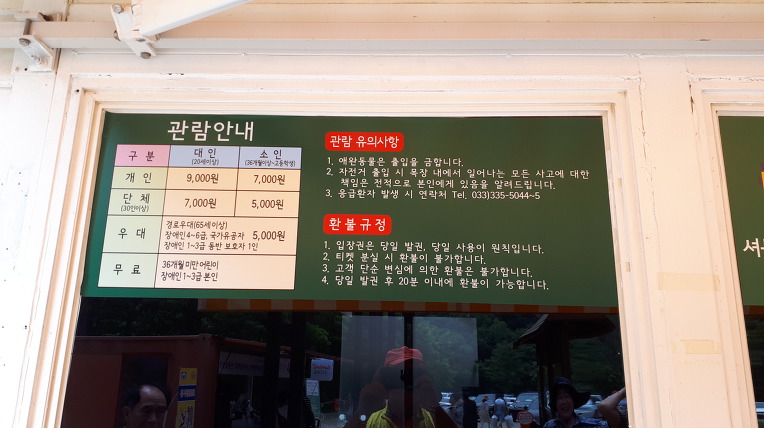 관람안내
구 분 대 인 소 인
(20세이상) (36개월이상~고등학생)
개 인 9,000원 7,000원
단 체 7,000원 5,000원
(30인이상)
우 대 경로우대(65세이상)
장애인 4~6급, 국가유공자 5,000원
장애인 1~3급 동반 보호자 1인
무 료 36개월 미만 어린이
장애인 1~3급 본인
관람 유의사항
1. 애완동물은 출입을 금합니다.
2. 자전거 출입 시 목장 내에서 일어나는 모든 사고에 대한
책임은 전적으로 본인에게 있음을 알려드립니다.
3. 응급환자 발생 시 연락처 Tel. 033)335-5044~5
환불규정
1. 입장권은 당일 발권, 당일 사용이 원칙입니다.
2. 티켓 분실 시 환불이 불가합니다.
3. 고객 단순 변심에 의한 환불은 불가합니다.
4. 당일 발권 후 20분 이내에 환불이 가능합니다.